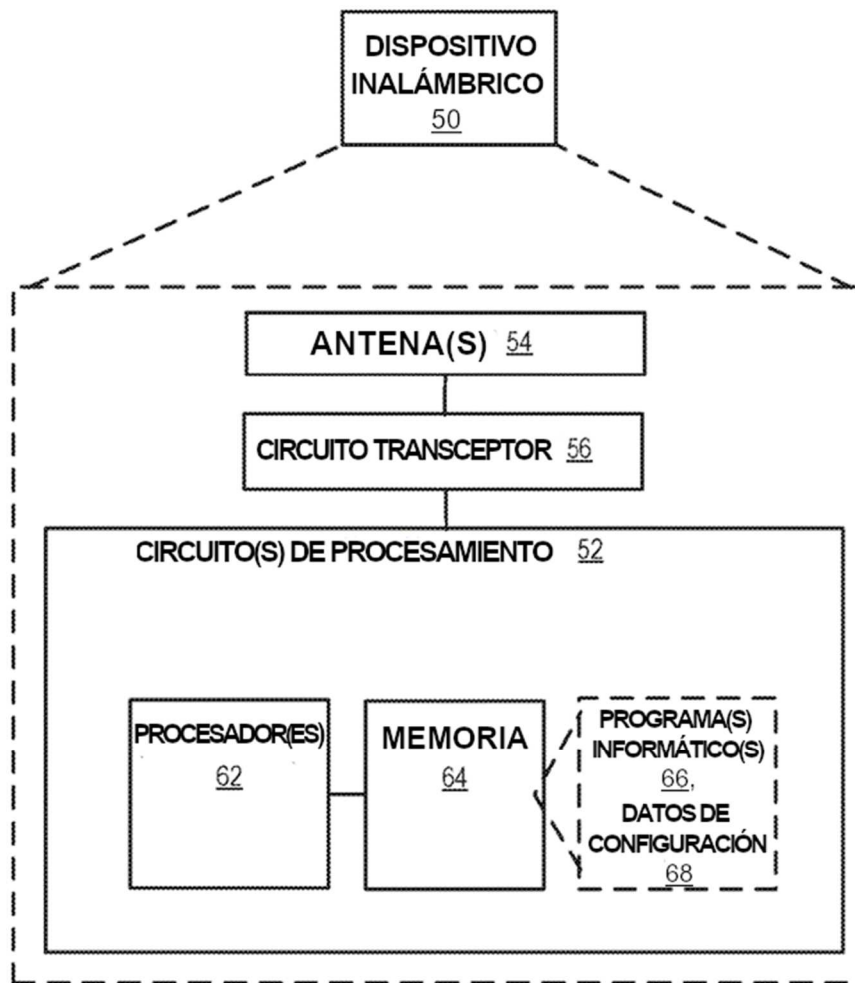 DISPOSITIVO
INALÁMBRICO
50
ANTENA(S) 54
CIRCUITO TRANSCEPTOR 56
CIRCUITO(S) DE PROCESAMIENTO 52
PROCESADOR(ES)
62
MEMORIA
64
PROGRAMA(S)
INFORMÁTICO(S)
66,
DATOS DE
CONFIGURACIÓN
68